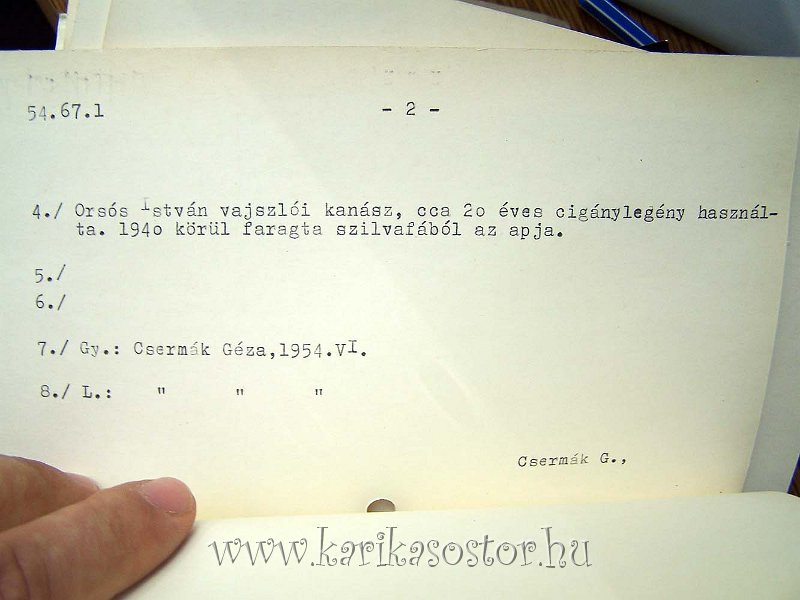 54.67.1 - 2 -
4./ Orsós István vajszlói kanász, cca 2o éves cigánylegény használ-
ta. 194o körül faragta szilvafából az apja.
5./
6./
7./ Gy.: Csermák Géza,1954.VI.
8./ L.: " " "
Csermák G.,
www.karikasostor.hu